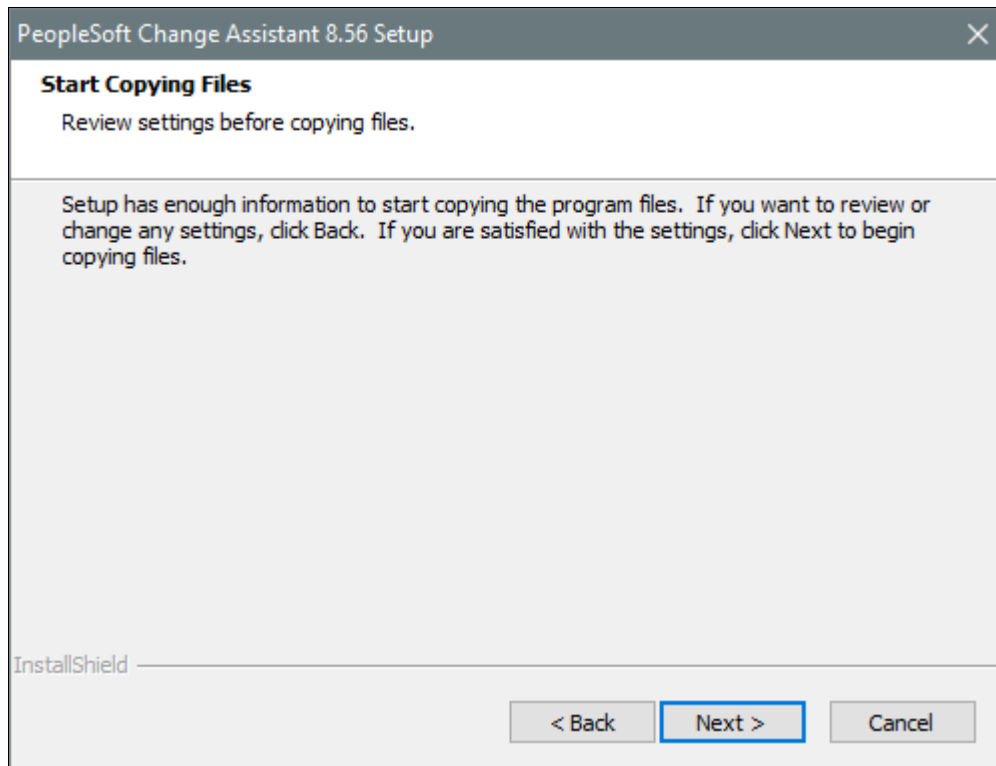 PeopleSoft Change Assistant 8.56 Setup
Start Copying Files
Review settings before copying files.
Setup has enough information to start copying the program files.  If you want to review or
change any settings, click Back.  If you are satisfied with the settings, click Next to begin
copying files.
InstallShield
< Back
Next >
Cancel